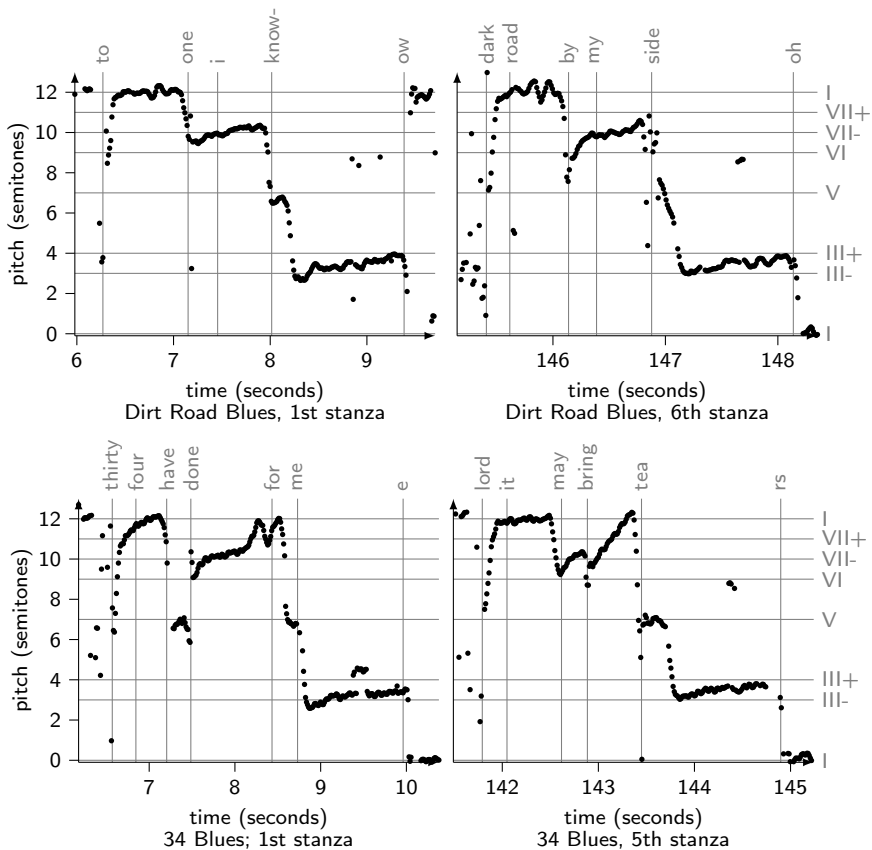 to one i know- ow
dark road by my side oh
pitch (semitones)
12
10
8
6
4
2
0
I
VII+
VII-
VI
V
III+
III-
I
6 7 8 9
146 147 148
time (seconds)
Dirt Road Blues, 1st stanza
time (seconds)
Dirt Road Blues, 6th stanza
thirty four have done for me e
lord it may bring tea rs
pitch (semitones)
12
10
8
6
4
2
0
I
VII+
VII-
VI
V
III+
III-
I
7 8 9 10
142 143 144 145
time (seconds)
34 Blues; 1st stanza
time (seconds)
34 Blues, 5th stanza